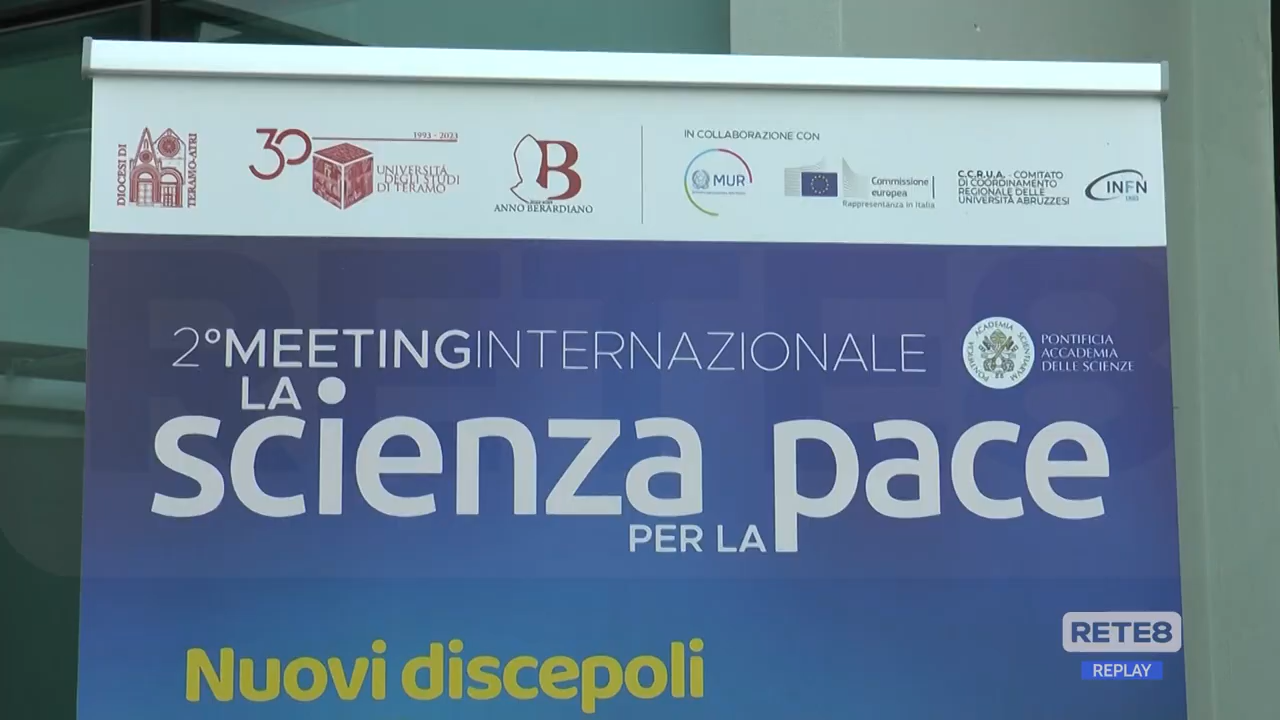 DIOCESI DI
TERAMO-ATRI
30
1993 - 2023
UNIVERSITÀ
DEGLI STUDI
DI TERAMO
B
ANNO BERARDIANO
IN COLLABORAZIONE CON
MUR
Commissione
europea
Rappresentanza in Italia
C.C.R.U.A. - COMITATO
DI COORDINAMENTO
REGIONALE DELLE
UNIVERSITÀ ABRUZZESI
INFN
2°MEETINGINTERNAZIONALE
PONTIFICIA
ACCADEMIA
DELLE SCIENZE
LA
scienza pace
PER LA
Nuovi discepoli
RETE8
REPLAY